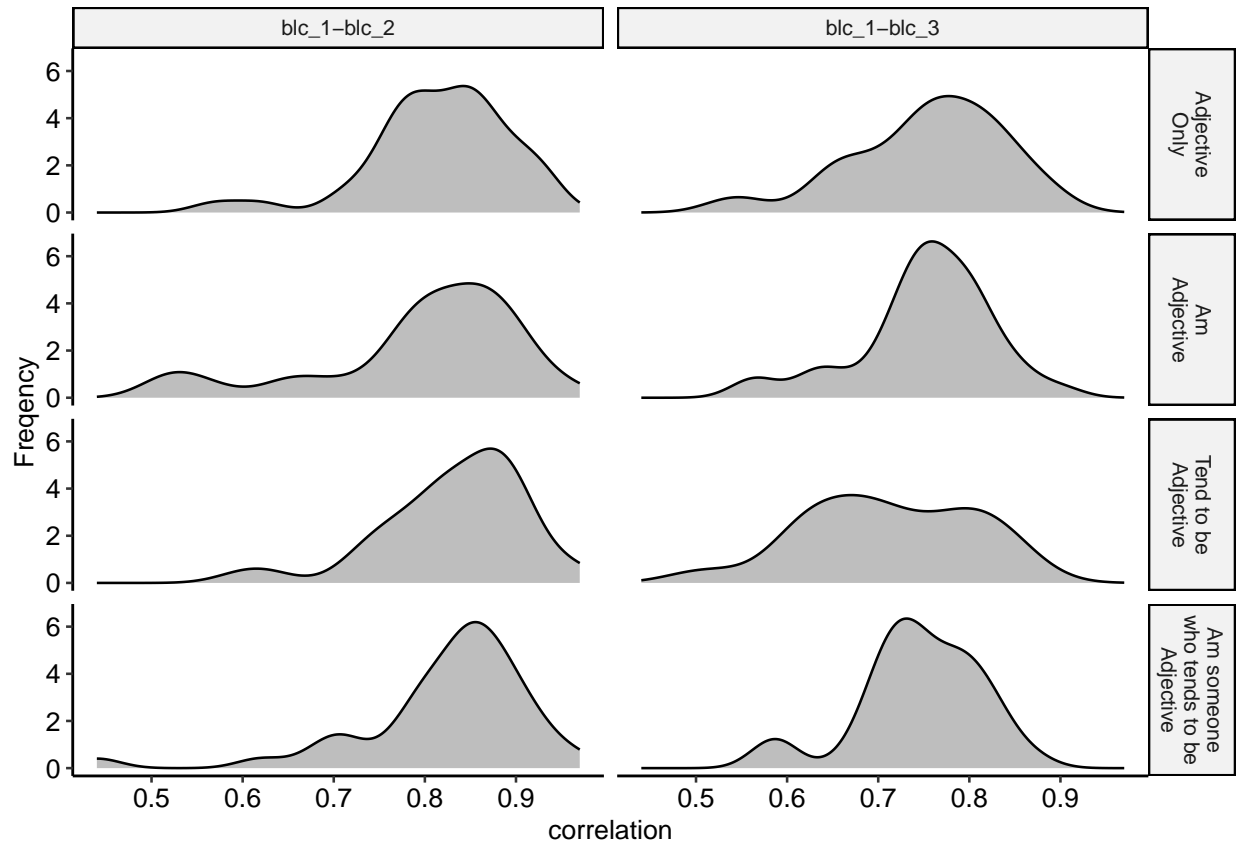 blc_1–blc_2
blc_1–blc_3
6
4
2
0
Adjective
Only
6
4
2
0
Am
Adjective
Freqency
6
4
2
0
Tend to be
Adjective
6
4
2
0
Am someone
who tends to be
Adjective
0.5 0.6 0.7 0.8 0.9
0.5 0.6 0.7 0.8 0.9
correlation